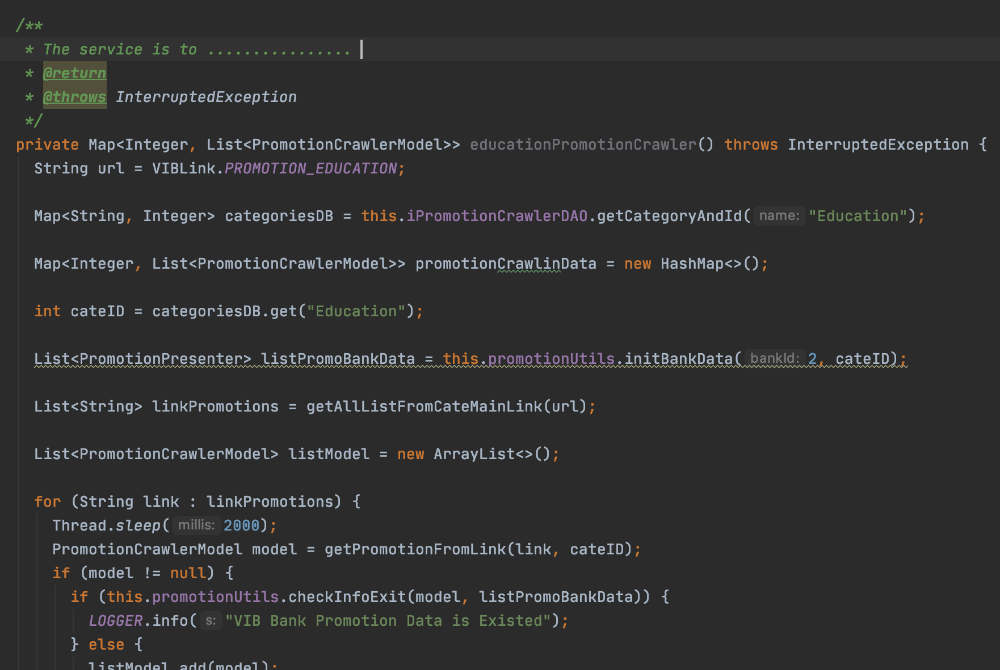 /**
* The service is to ................
* @return
* @throws InterruptedException
*/
private Map<Integer, List<PromotionCrawlerModel>> educationPromotionCrawler() throws InterruptedException {
String url = VIBLink.PROMOTION_EDUCATION;
Map<String, Integer> categoriesDB = this.iPromotionCrawlerDAO.getCategoryAndId( name: "Education");
Map<Integer, List<PromotionCrawlerModel>> promotionCrawlinData = new HashMap<>();
int cateID = categoriesDB.get("Education");
List<PromotionPresenter> listPromoBankData = this.promotionUtils.initBankData( bankId: 2, cateID);
List<String> linkPromotions = getAllListFromCateMainLink(url);
List<PromotionCrawlerModel> listModel = new ArrayList<>();
for (String link : linkPromotions) {
Thread.sleep( millis: 2000);
PromotionCrawlerModel model = getPromotionFromLink(link, cateID);
if (model != null) {
if (this.promotionUtils.checkInfoExit(model, listPromoBankData)) {
LOGGER.info( s: "VIB Bank Promotion Data is Existed");
} else {
listModel.add(model);